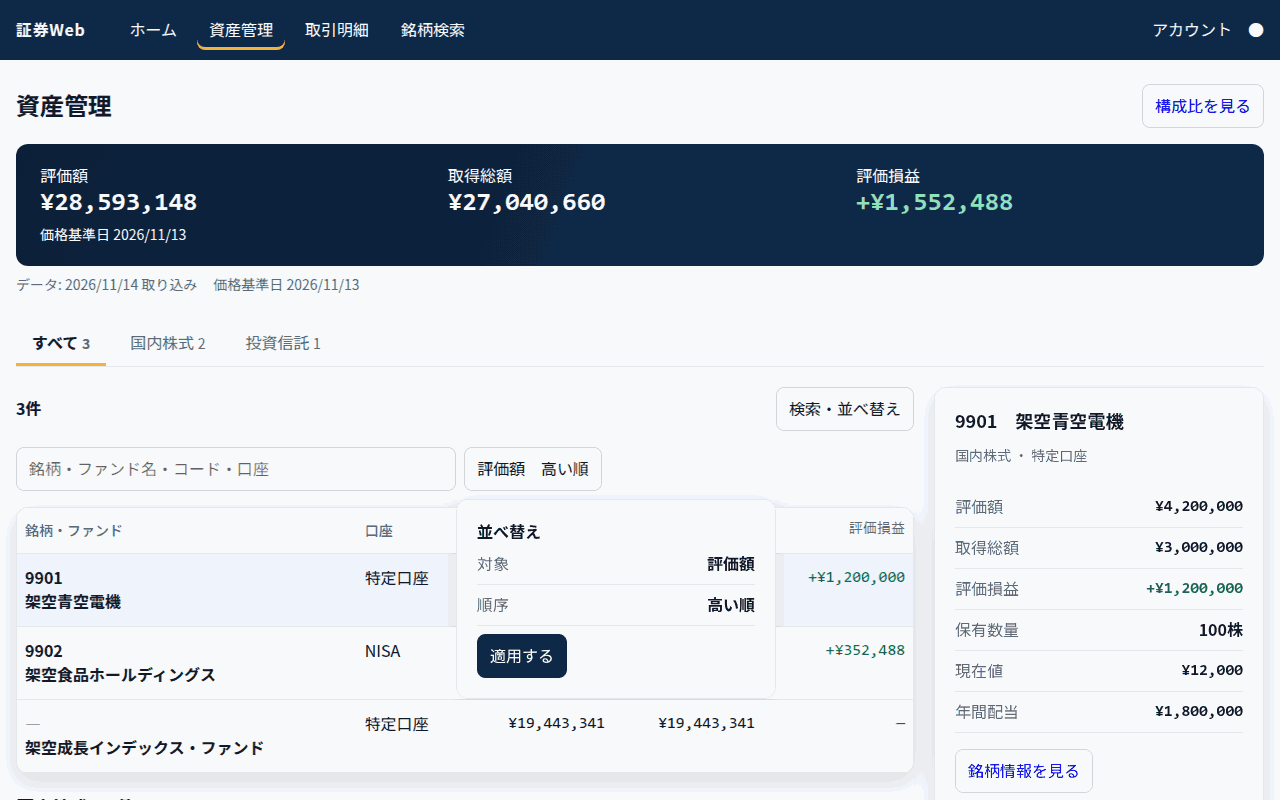 証券Web ホーム 資産管理 取引明細 銘柄検索 アカウント
資産管理 構成比を見る
評価額 取得総額 評価損益
¥28,593,148 ¥27,040,660 +¥1,552,488
価格基準日 2026/11/13
データ: 2026/11/14 取り込み 価格基準日 2026/11/13
すべて 3 国内株式 2 投資信託 1
3件 検索・並べ替え
銘柄・ファンド名・コード・口座 評価額 高い順
銘柄・ファンド 口座 評価損益
9901 特定口座 +¥1,200,000
架空青空電機
9902 NISA +¥352,488
架空食品ホールディングス
— 特定口座 ¥19,443,341 ¥19,443,341 —
架空成長インデックス・ファンド
並べ替え
対象 評価額
順序 高い順
適用する
9901 架空青空電機
国内株式 ・ 特定口座
評価額 ¥4,200,000
取得総額 ¥3,000,000
評価損益 +¥1,200,000
保有数量 100株
現在値 ¥12,000
年間配当 ¥1,800,000
銘柄情報を見る